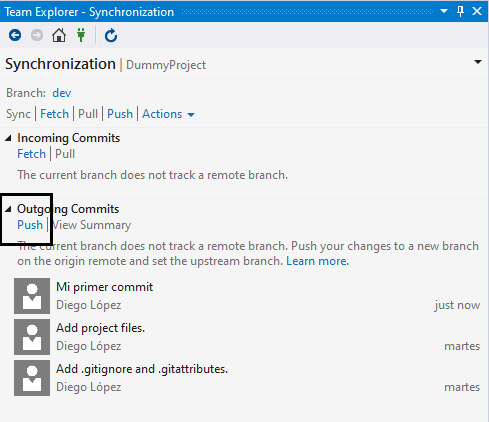 Team Explorer - Synchronization
Synchronization | DummyProject
Branch: dev
Sync | Fetch | Pull | Push | Actions
Incoming Commits
Fetch | Pull
The current branch does not track a remote branch.
Outgoing Commits
Push | View Summary
The current branch does not track a remote branch. Push your changes to a new branch
on the origin remote and set the upstream branch. Learn more.
Mi primer commit
Diego López just now
Add project files.
Diego López martes
Add .gitignore and .gitattributes.
Diego López martes